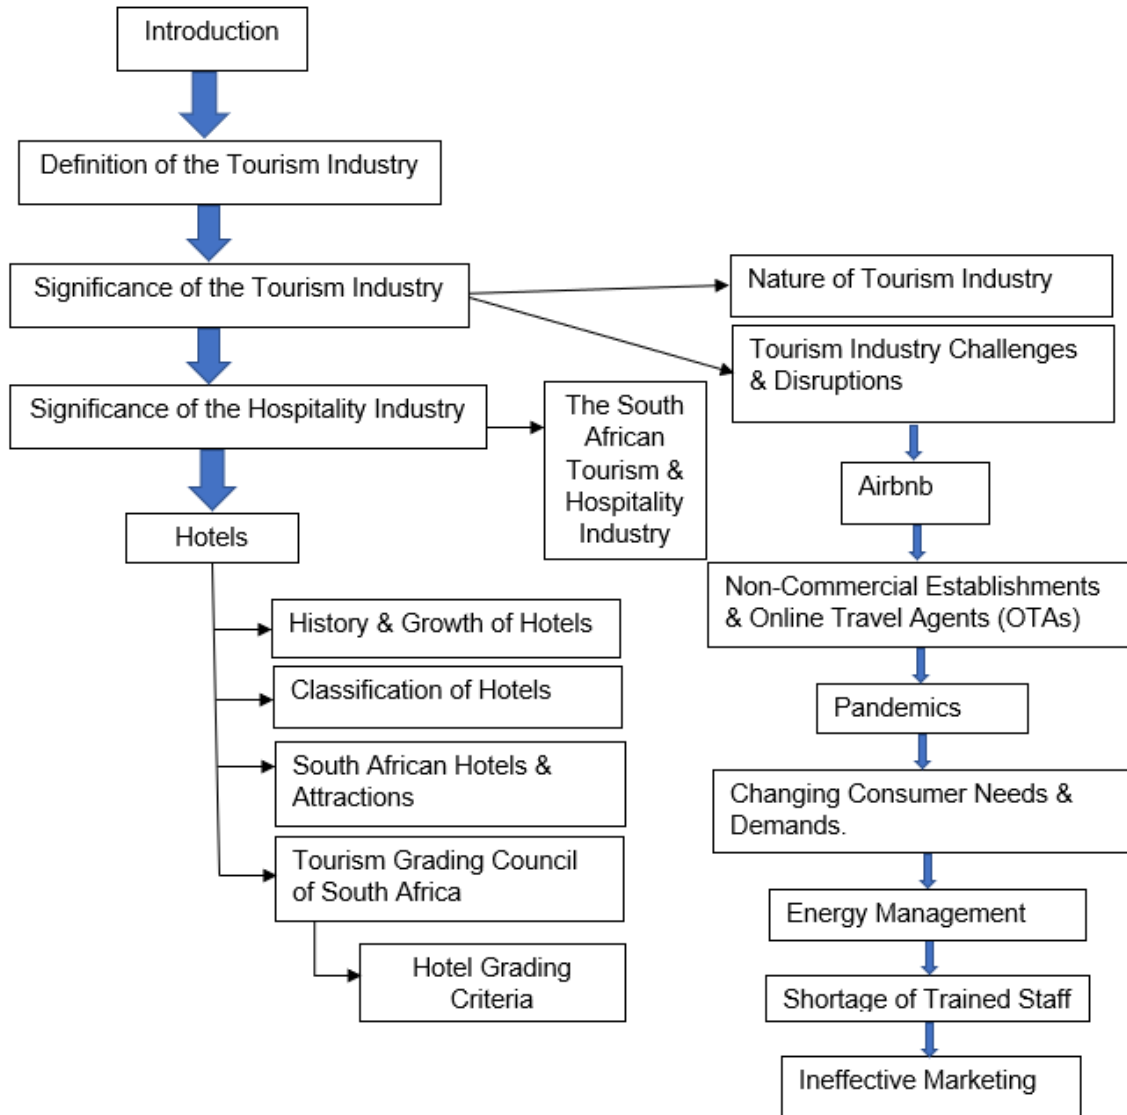 Introduction
Definition of the Tourism Industry
Significance of the Tourism Industry
Nature of Tourism Industry
Tourism Industry Challenges
& Disruptions
Significance of the Hospitality Industry
The South
African
Tourism &
Hospitality
Industry
Airbnb
Hotels
Non-Commercial Establishments
& Online Travel Agents (OTAs)
History & Growth of Hotels
Classification of Hotels
Pandemics
South African Hotels &
Attractions
Changing Consumer Needs &
Demands.
Tourism Grading Council
of South Africa
Energy Management
Hotel Grading
Criteria
Shortage of Trained Staff
Ineffective Marketing